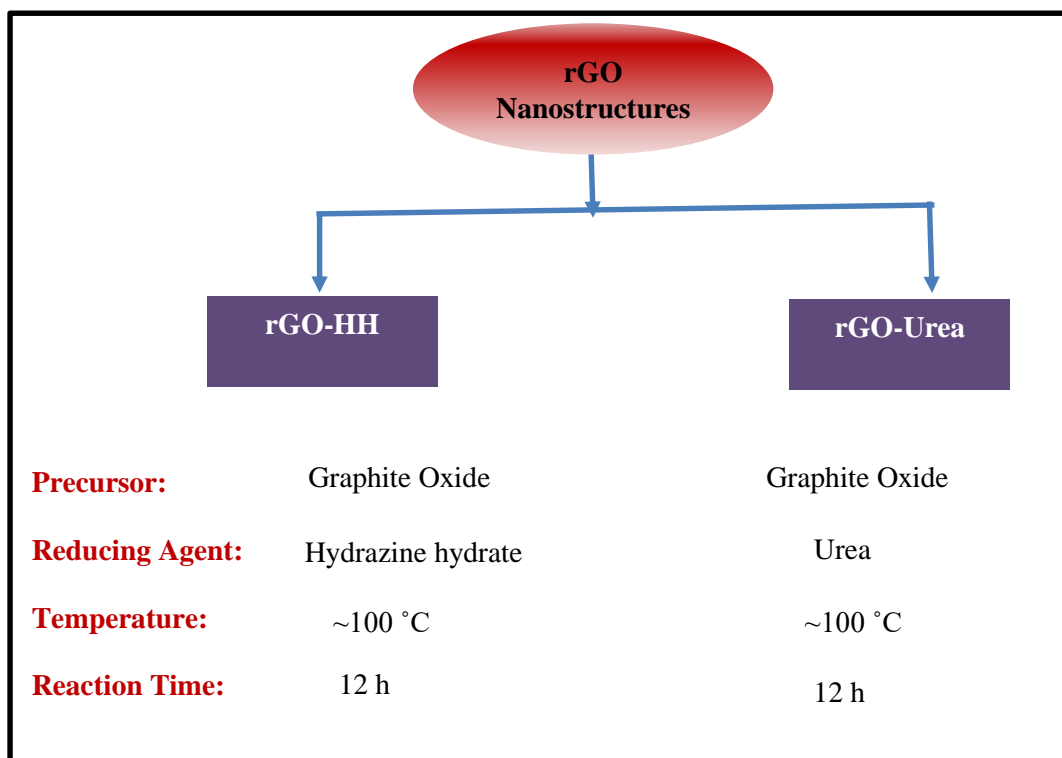 rGO
Nanostructures
rGO-HH
rGO-Urea
Precursor: Graphite Oxide Graphite Oxide
Reducing Agent: Hydrazine hydrate Urea
Temperature: ~100 ˚C ~100 ˚C
Reaction Time: 12 h 12 h